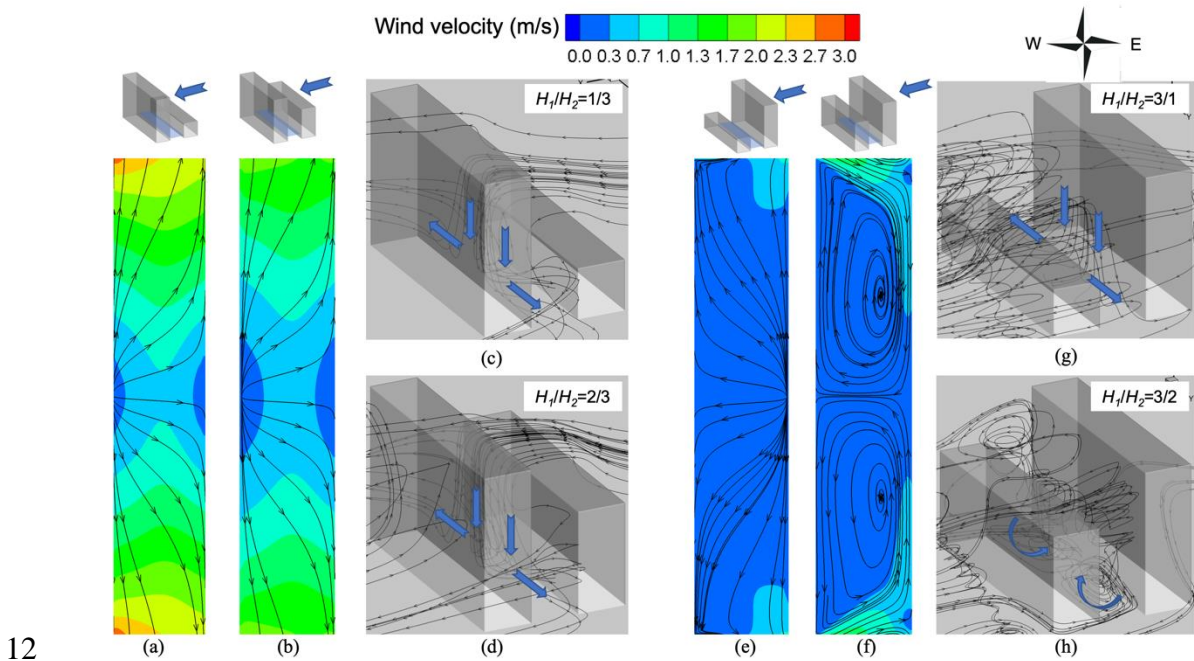 Wind velocity (m/s)
0.0 0.3 0.7 1.0 1.3 1.7 2.0 2.3 2.7 3.0
W E
H₁/H₂=1/3
H₁/H₂=3/1
(c)
(g)
H₁/H₂=2/3
H₁/H₂=3/2
12
(a)
(b)
(d)
(e)
(f)
(h)